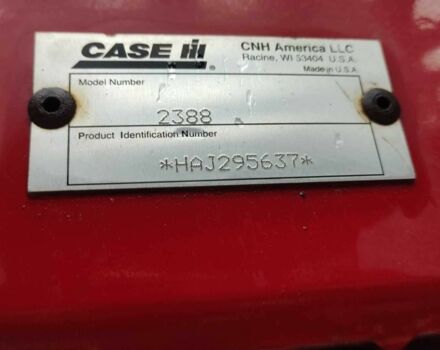 CASE IH
CNH America LLC
Racine, WI 53404 U.S.A.
Made in U.S.A.
Model Number
2388
Product Identification Number
*HAJ295637*